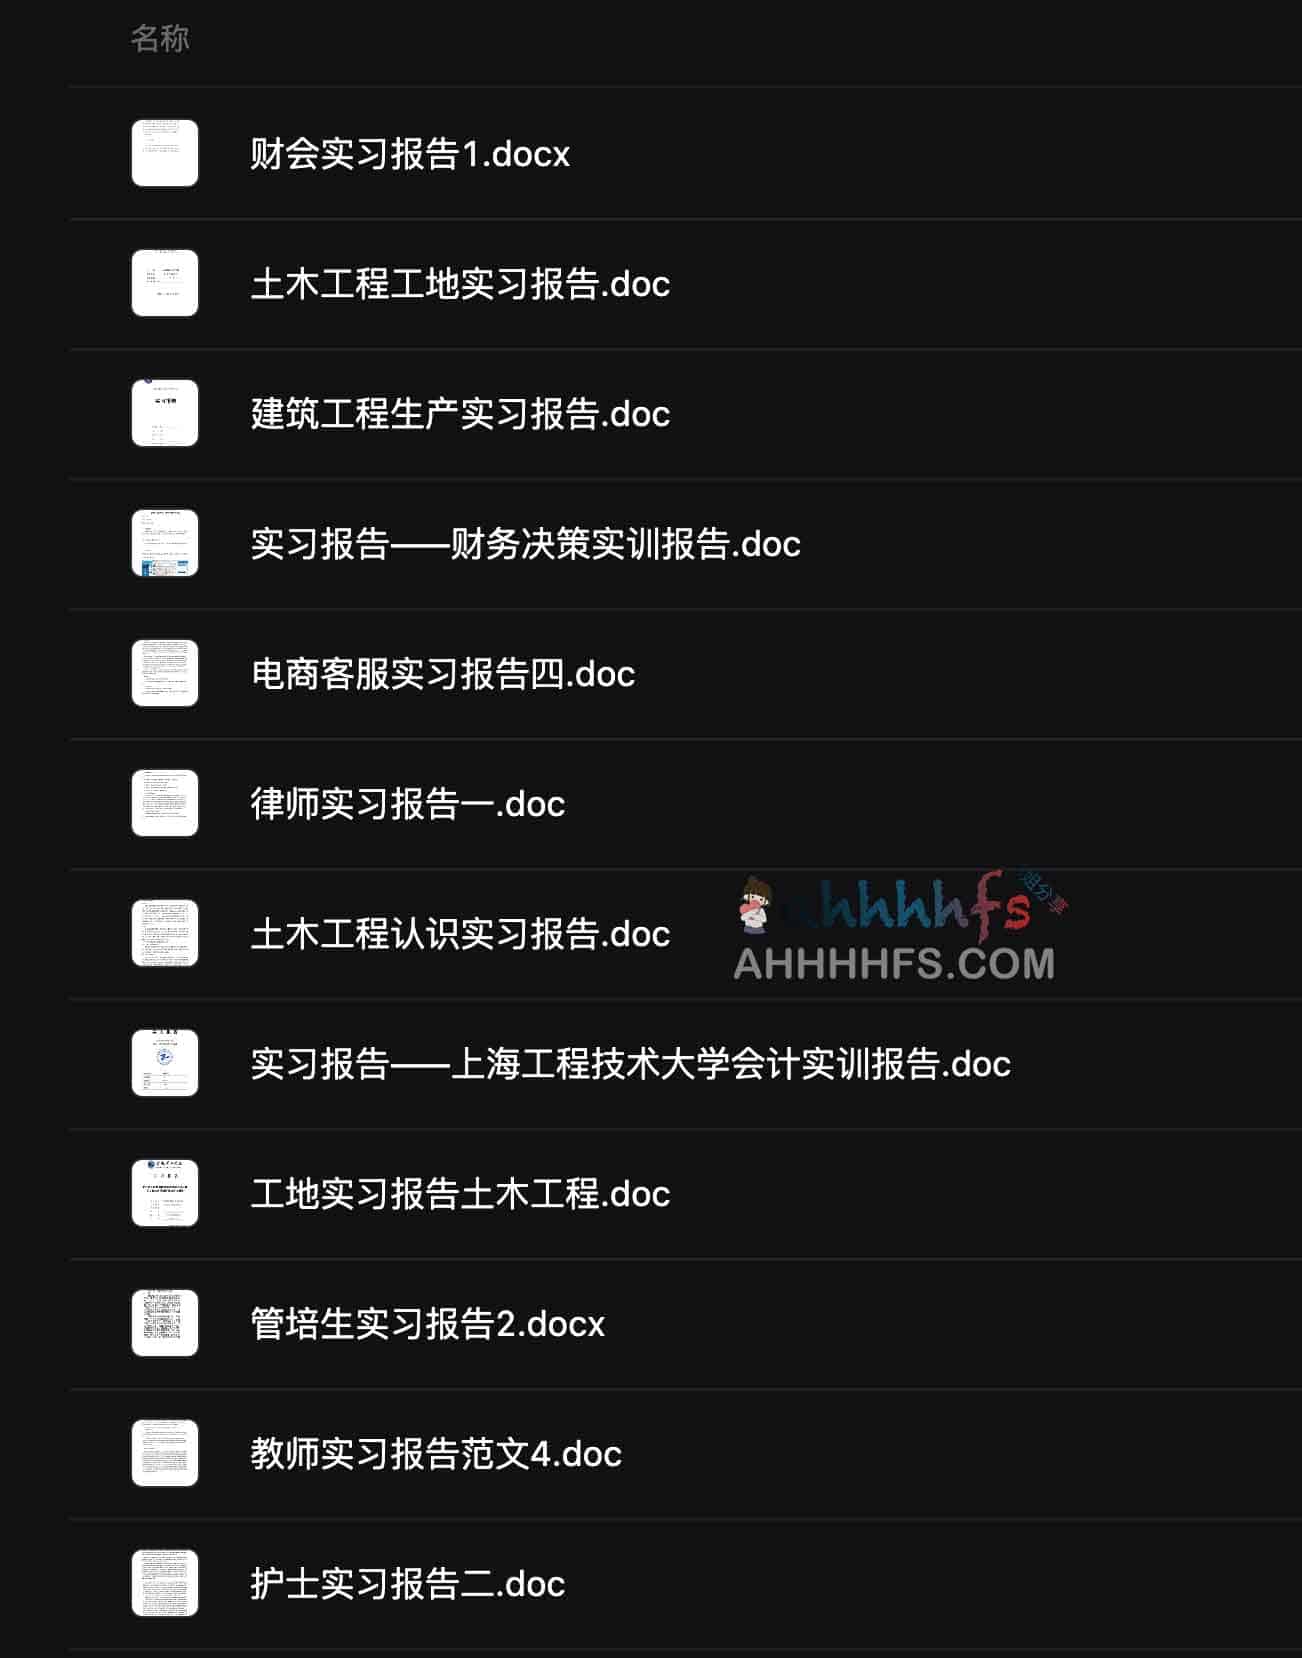 名称
财会实习报告1.docx
土木工程工地实习报告.doc
建筑工程生产实习报告.doc
实习报告——财务决策实训报告.doc
电商客服实习报告四.doc
律师实习报告一.doc
ahhhhfs
姐分享
土木工程认识实习报告.doc
AHHHHFS.COM
实习报告——上海工程技术大学会计实训报告.doc
工地实习报告土木工程.doc
管培生实习报告2.docx
教师实习报告范文4.doc
护士实习报告二.doc